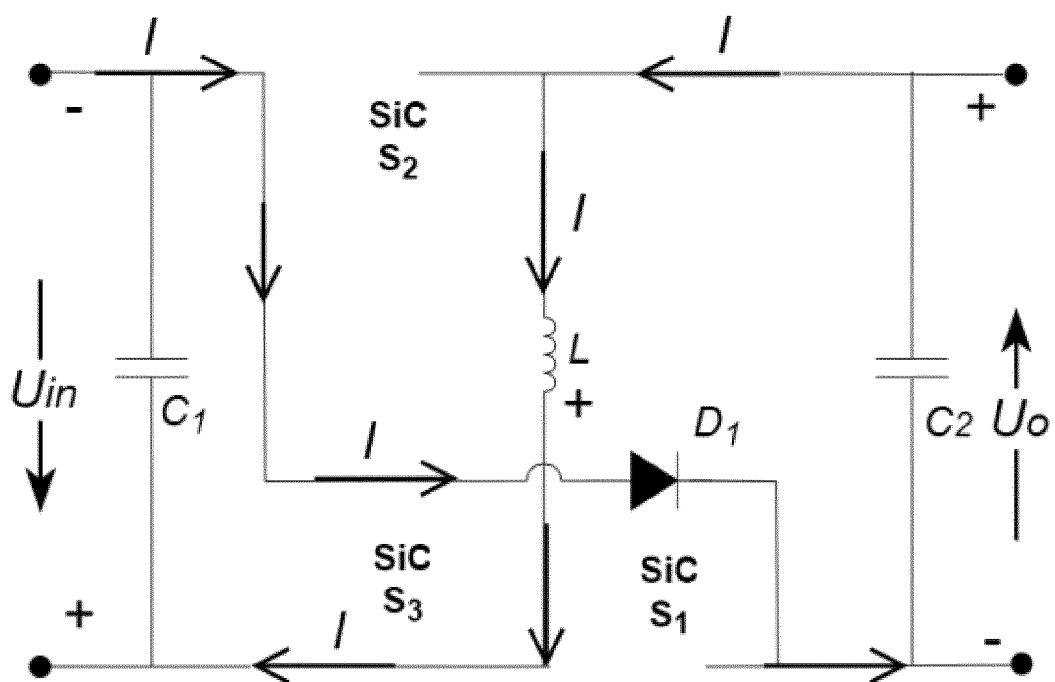 I
I
-
+
SiC
S2
I
Uin
C1
L
+
D1
C2
Uo
I
SiC
S3
SiC
S1
+
I
-